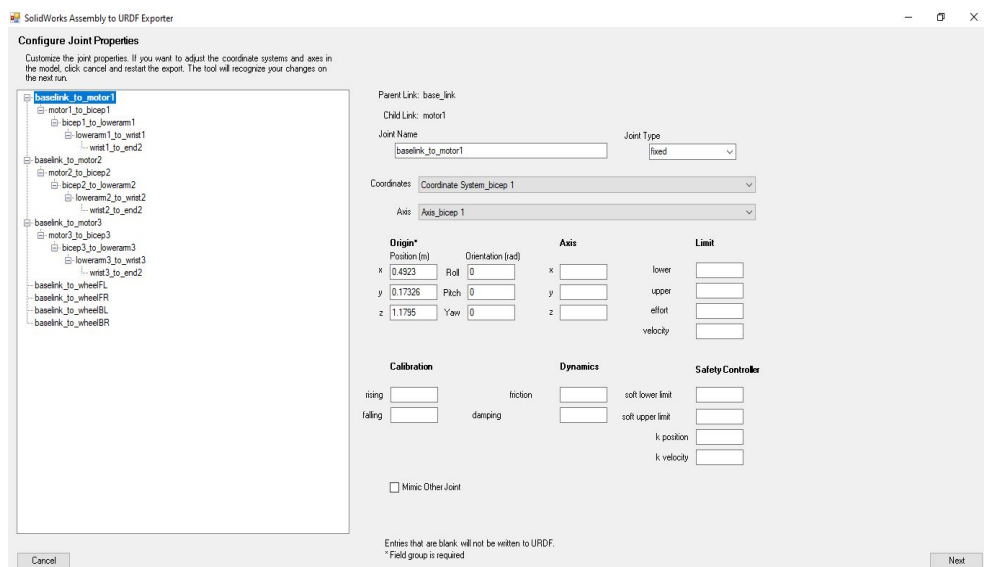 SolidWorks Assembly to URDF Exporter
Configure Joint Properties
Customize the joint properties. If you want to adjust the coordinate systems and axes in
the model, click cancel and restart the export. The tool will recognize your changes on
the next run.
baselink_to_motor1
motor1_to_bicep1
bicep1_to_lowerarm1
lowerarm1_to_wrist1
wrist1_to_end2
baselink_to_motor2
motor2_to_bicep2
bicep2_to_lowerarm2
lowerarm2_to_wrist2
wrist2_to_end2
baselink_to_motor3
motor3_to_bicep3
bicep3_to_lowerarm3
lowerarm3_to_wrist3
wrist3_to_end2
baselink_to_wheelFL
baselink_to_wheelFR
baselink_to_wheelBL
baselink_to_wheelBR
Parent Link: base_link
Child Link: motor1
Joint Name Joint Type
baselink_to_motor1 fixed
Coordinates Coordinate System_bicep 1
Axis Axis_bicep 1
Origin* Axis Limit
Position (m) Orientation (rad)
x 0.4923 Roll 0 x lower
y 0.17326 Pitch 0 y upper
z 1.1795 Yaw 0 z effort
velocity
Calibration Dynamics Safety Controller
rising friction soft lower limit
falling damping soft upper limit
k position
k velocity
Mimic Other Joint
Entries that are blank will not be written to URDF.
* Field group is required
Cancel Next